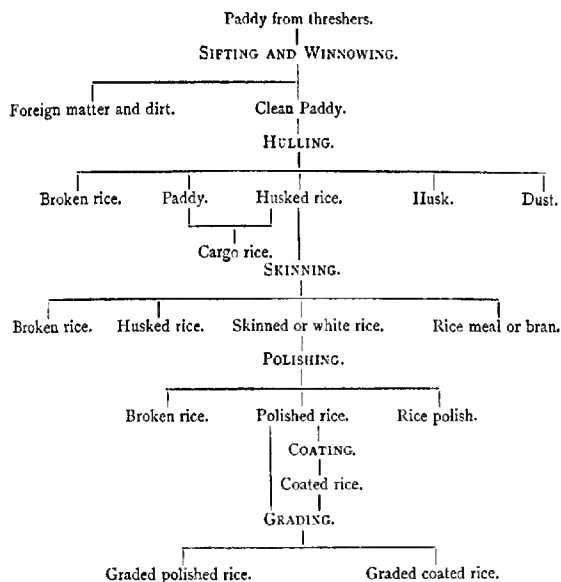 Paddy from threshers.
SIFTING AND WINNOWING.
Foreign matter and dirt. Clean Paddy.
HULLING.
Broken rice. Paddy. Husked rice. Husk. Dust.
Cargo rice.
SKINNING.
Broken rice. Husked rice. Skinned or white rice. Rice meal or bran.
POLISHING.
Broken rice. Polished rice. Rice polish.
COATING.
Coated rice.
GRADING.
Graded polished rice. Graded coated rice.